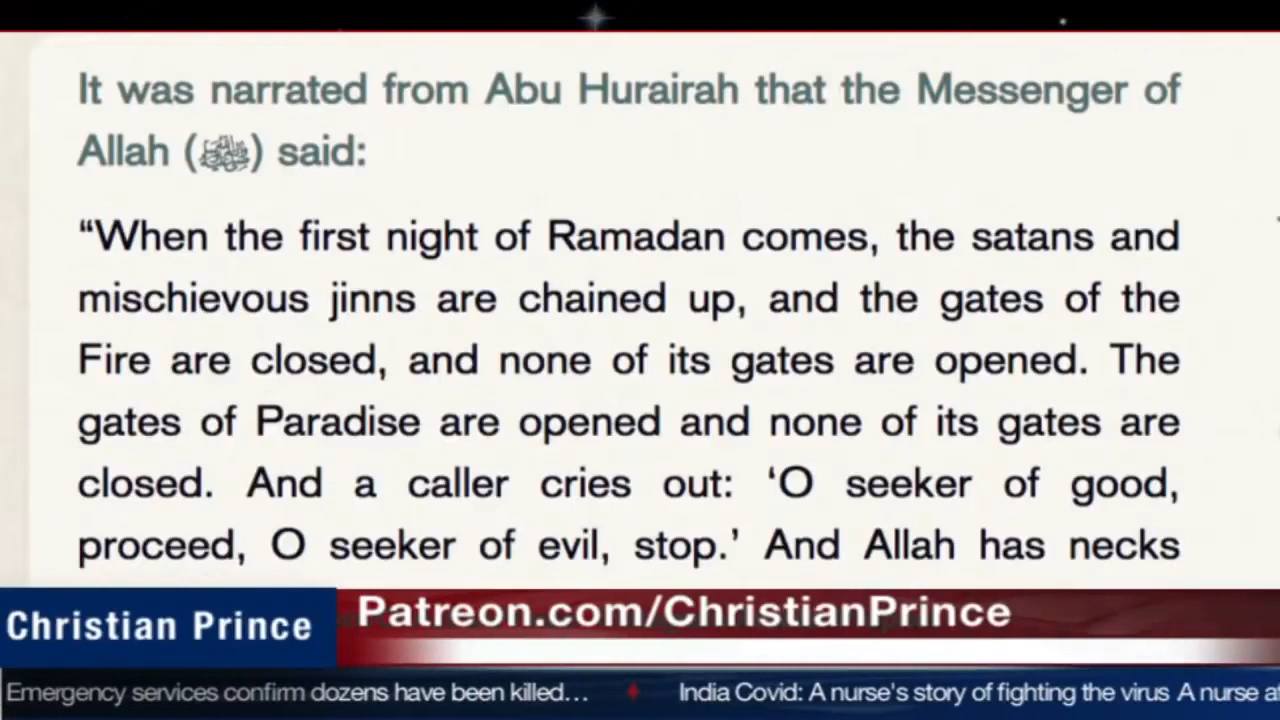 It was narrated from Abu Hurairah that the Messenger of
Allah (ﷺ) said:
“When the first night of Ramadan comes, the satans and
mischievous jinns are chained up, and the gates of the
Fire are closed, and none of its gates are opened. The
gates of Paradise are opened and none of its gates are
closed. And a caller cries out: ‘O seeker of good,
proceed, O seeker of evil, stop.’ And Allah has necks
Christian Prince
Patreon.com/ChristianPrince
Emergency services confirm dozens have been killed... ♦ India Covid: A nurse's story of fighting the virus A nurse at